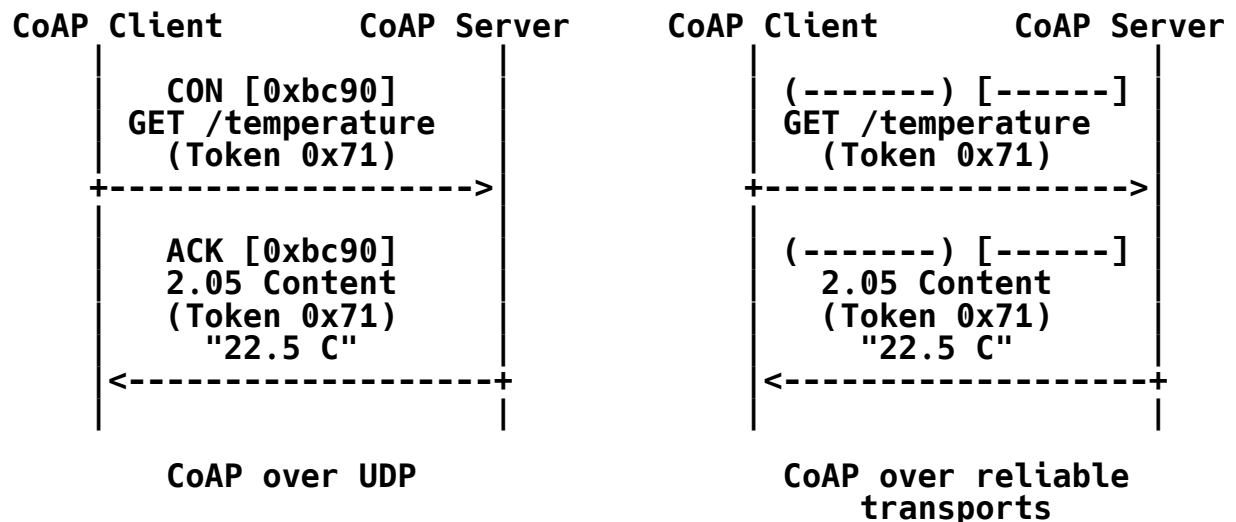 CoAP Client CoAP Server CoAP Client CoAP Server
CON [0xbc90] (-------) [------]
GET /temperature GET /temperature
(Token 0x71) (Token 0x71)
+-------------------> +------------------->
ACK [0xbc90] (-------) [------]
2.05 Content 2.05 Content
(Token 0x71) (Token 0x71)
"22.5 C" "22.5 C"
<--------------------+ <--------------------+
CoAP over UDP CoAP over reliable
transports